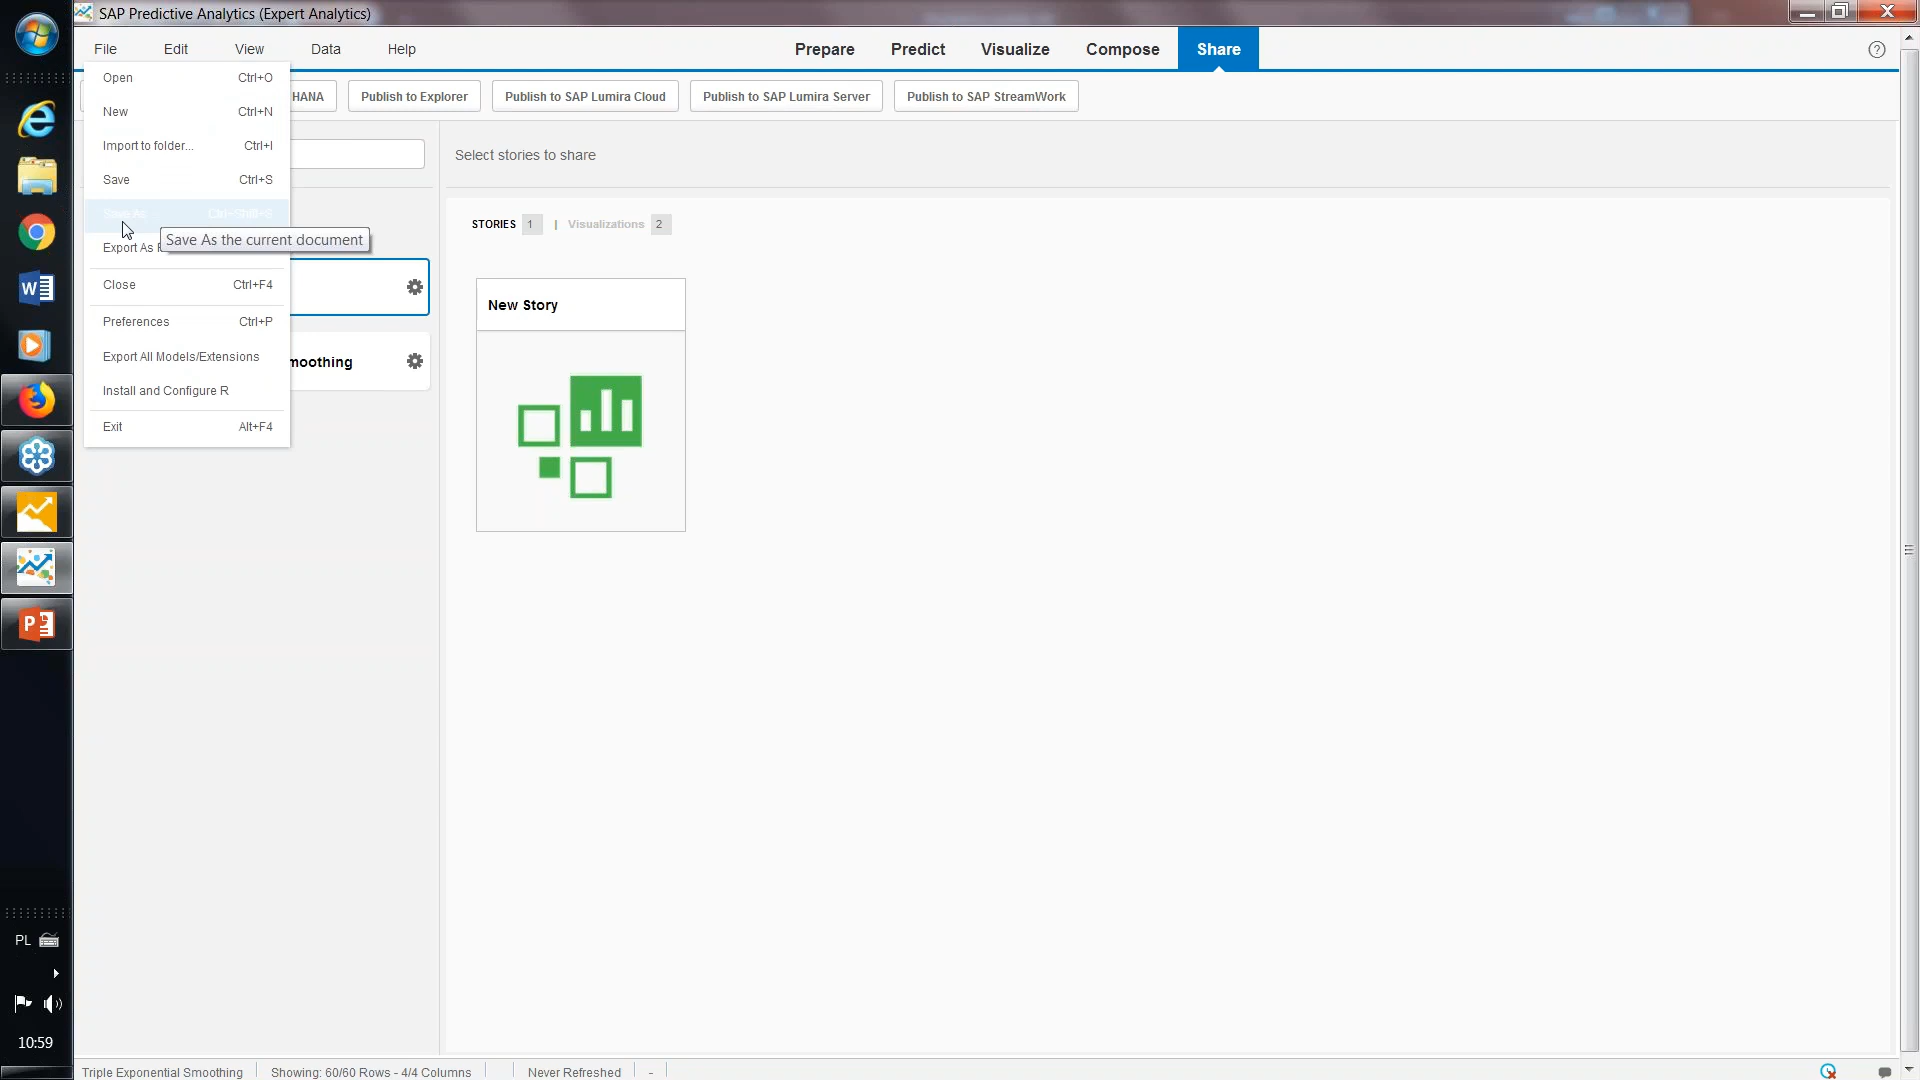 SAP Predictive Analytics (Expert Analytics)
File Edit View Data Help
Prepare Predict Visualize Compose Share
Open Ctrl+O
New Ctrl+N
Import to folder... Ctrl+I
Save Ctrl+S
Save As Ctrl+Shift+S
Save As the current document
Export As
Close Ctrl+F4
Preferences Ctrl+P
Export All Models/Extensions
Install and Configure R
Exit Alt+F4
HANA
Publish to Explorer
Publish to SAP Lumira Cloud
Publish to SAP Lumira Server
Publish to SAP StreamWork
moothing
Select stories to share
STORIES 1 | Visualizations 2
New Story
PL
10:59
Triple Exponential Smoothing
Showing: 60/60 Rows - 4/4 Columns
Never Refreshed
-